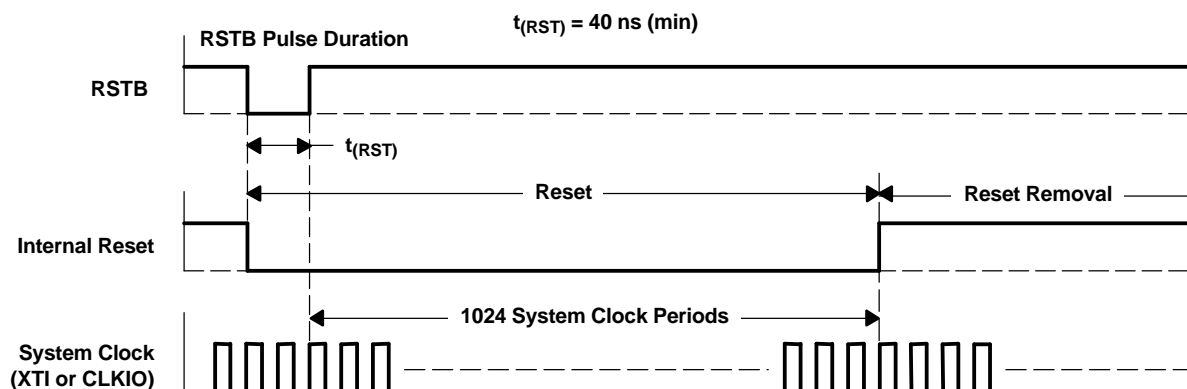 t(RST) = 40 ns (min)
RSTB Pulse Duration
RSTB
t(RST)
Reset
Reset Removal
Internal Reset
1024 System Clock Periods
System Clock
(XTI or CLKIO)